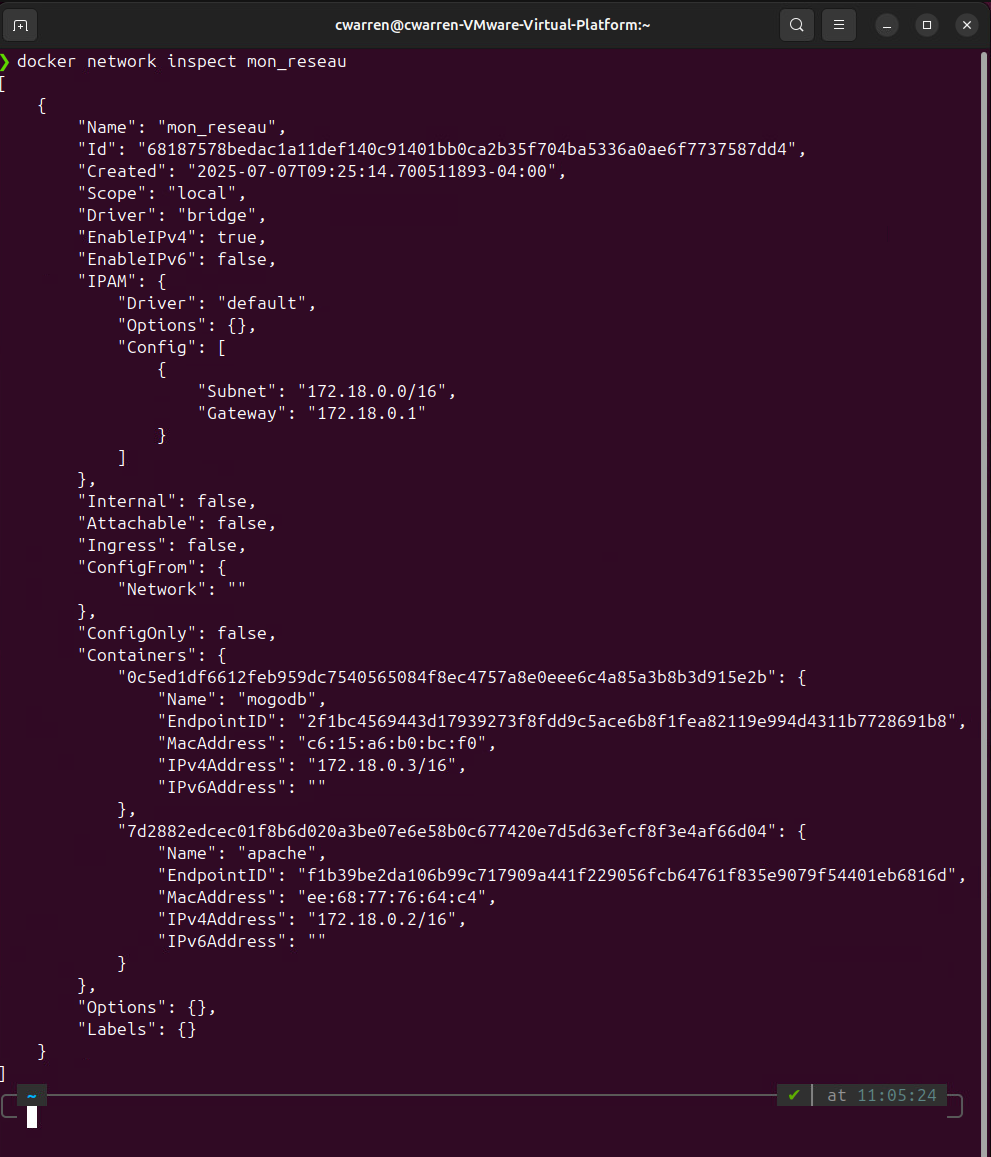 cwarren@cwarren-VMware-Virtual-Platform:~
❯ docker network inspect mon_reseau
[
    {
        "Name": "mon_reseau",
        "Id": "68187578bedac1a11def140c91401bb0ca2b35f704ba5336a0ae6f7737587dd4",
        "Created": "2025-07-07T09:25:14.700511893-04:00",
        "Scope": "local",
        "Driver": "bridge",
        "EnableIPv4": true,
        "EnableIPv6": false,
        "IPAM": {
            "Driver": "default",
            "Options": {},
            "Config": [
                {
                    "Subnet": "172.18.0.0/16",
                    "Gateway": "172.18.0.1"
                }
            ]
        },
        "Internal": false,
        "Attachable": false,
        "Ingress": false,
        "ConfigFrom": {
            "Network": ""
        },
        "ConfigOnly": false,
        "Containers": {
            "0c5ed1df6612feb959dc7540565084f8ec4757a8e0eee6c4a85a3b8b3d915e2b": {
                "Name": "mogodb",
                "EndpointID": "2f1bc4569443d17939273f8fdd9c5ace6b8f1fea82119e994d4311b7728691b8",
                "MacAddress": "c6:15:a6:b0:bc:f0",
                "IPv4Address": "172.18.0.3/16",
                "IPv6Address": ""
            },
            "7d2882edcec01f8b6d020a3be07e6e58b0c677420e7d5d63efcf8f3e4af66d04": {
                "Name": "apache",
                "EndpointID": "f1b39be2da106b99c717909a441f229056fcb64761f835e9079f54401eb6816d",
                "MacAddress": "ee:68:77:76:64:c4",
                "IPv4Address": "172.18.0.2/16",
                "IPv6Address": ""
            }
        },
        "Options": {},
        "Labels": {}
    }
]
~ ✔ at 11:05:24